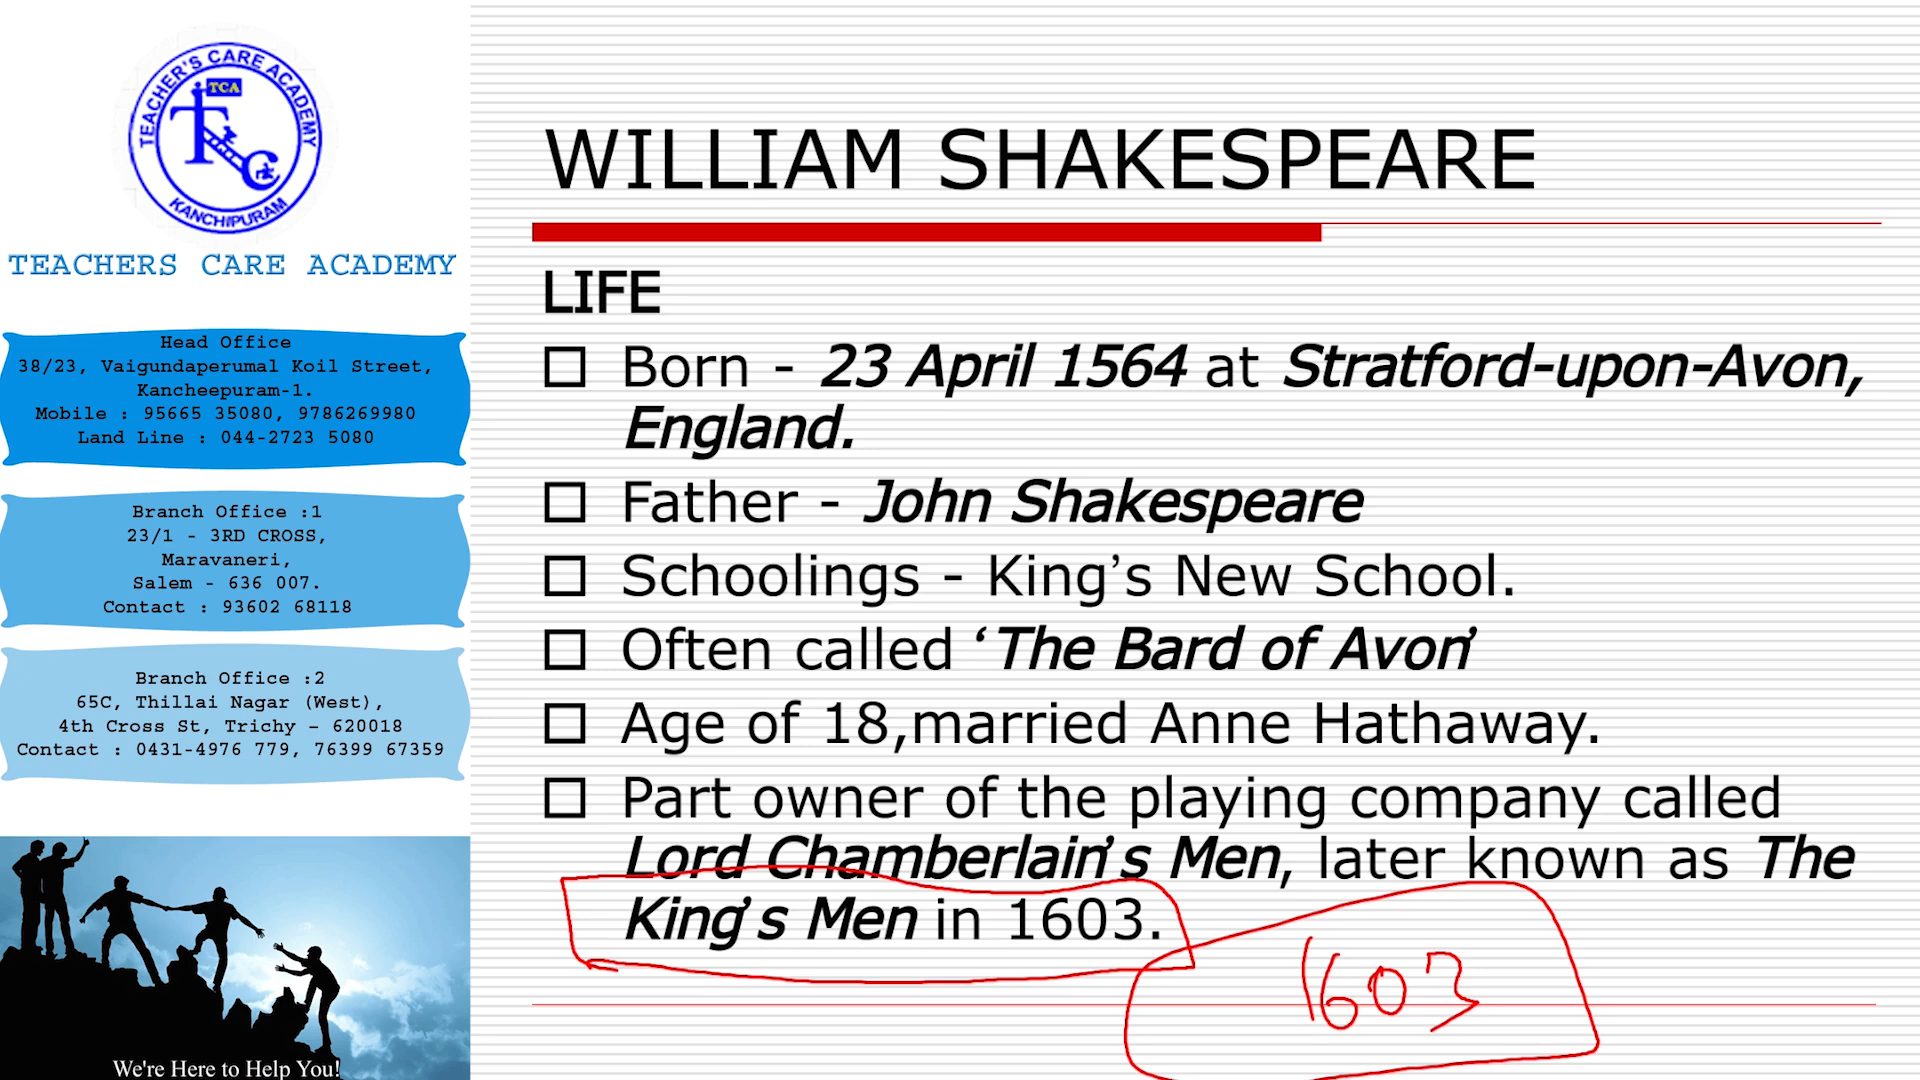 TEACHER'S CARE ACADEMY
TCA
KANCHIPURAM
TEACHERS CARE ACADEMY
Head Office
38/23, Vaigundaperumal Koil Street,
Kancheepuram-1.
Mobile : 95665 35080, 9786269980
Land Line : 044-2723 5080
Branch Office :1
23/1 - 3RD CROSS,
Maravaneri,
Salem - 636 007.
Contact : 93602 68118
Branch Office :2
65C, Thillai Nagar (West),
4th Cross St, Trichy – 620018
Contact : 0431-4976 779, 76399 67359
We're Here to Help You!
WILLIAM SHAKESPEARE
LIFE
Born - 23 April 1564 at Stratford-upon-Avon,
England.
Father - John Shakespeare
Schoolings - King’s New School.
Often called ‘The Bard of Avon’
Age of 18,married Anne Hathaway.
Part owner of the playing company called
Lord Chamberlain’s Men, later known as The
King’s Men in 1603.
1603